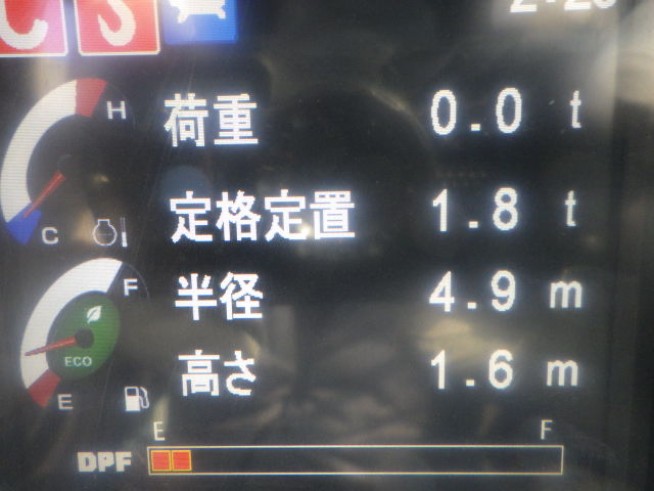 C S
H
荷重 0.0 t
定格定置 1.8 t
C
半径 4.9 m
F
ECO
高さ 1.6 m
E
E F
DPF